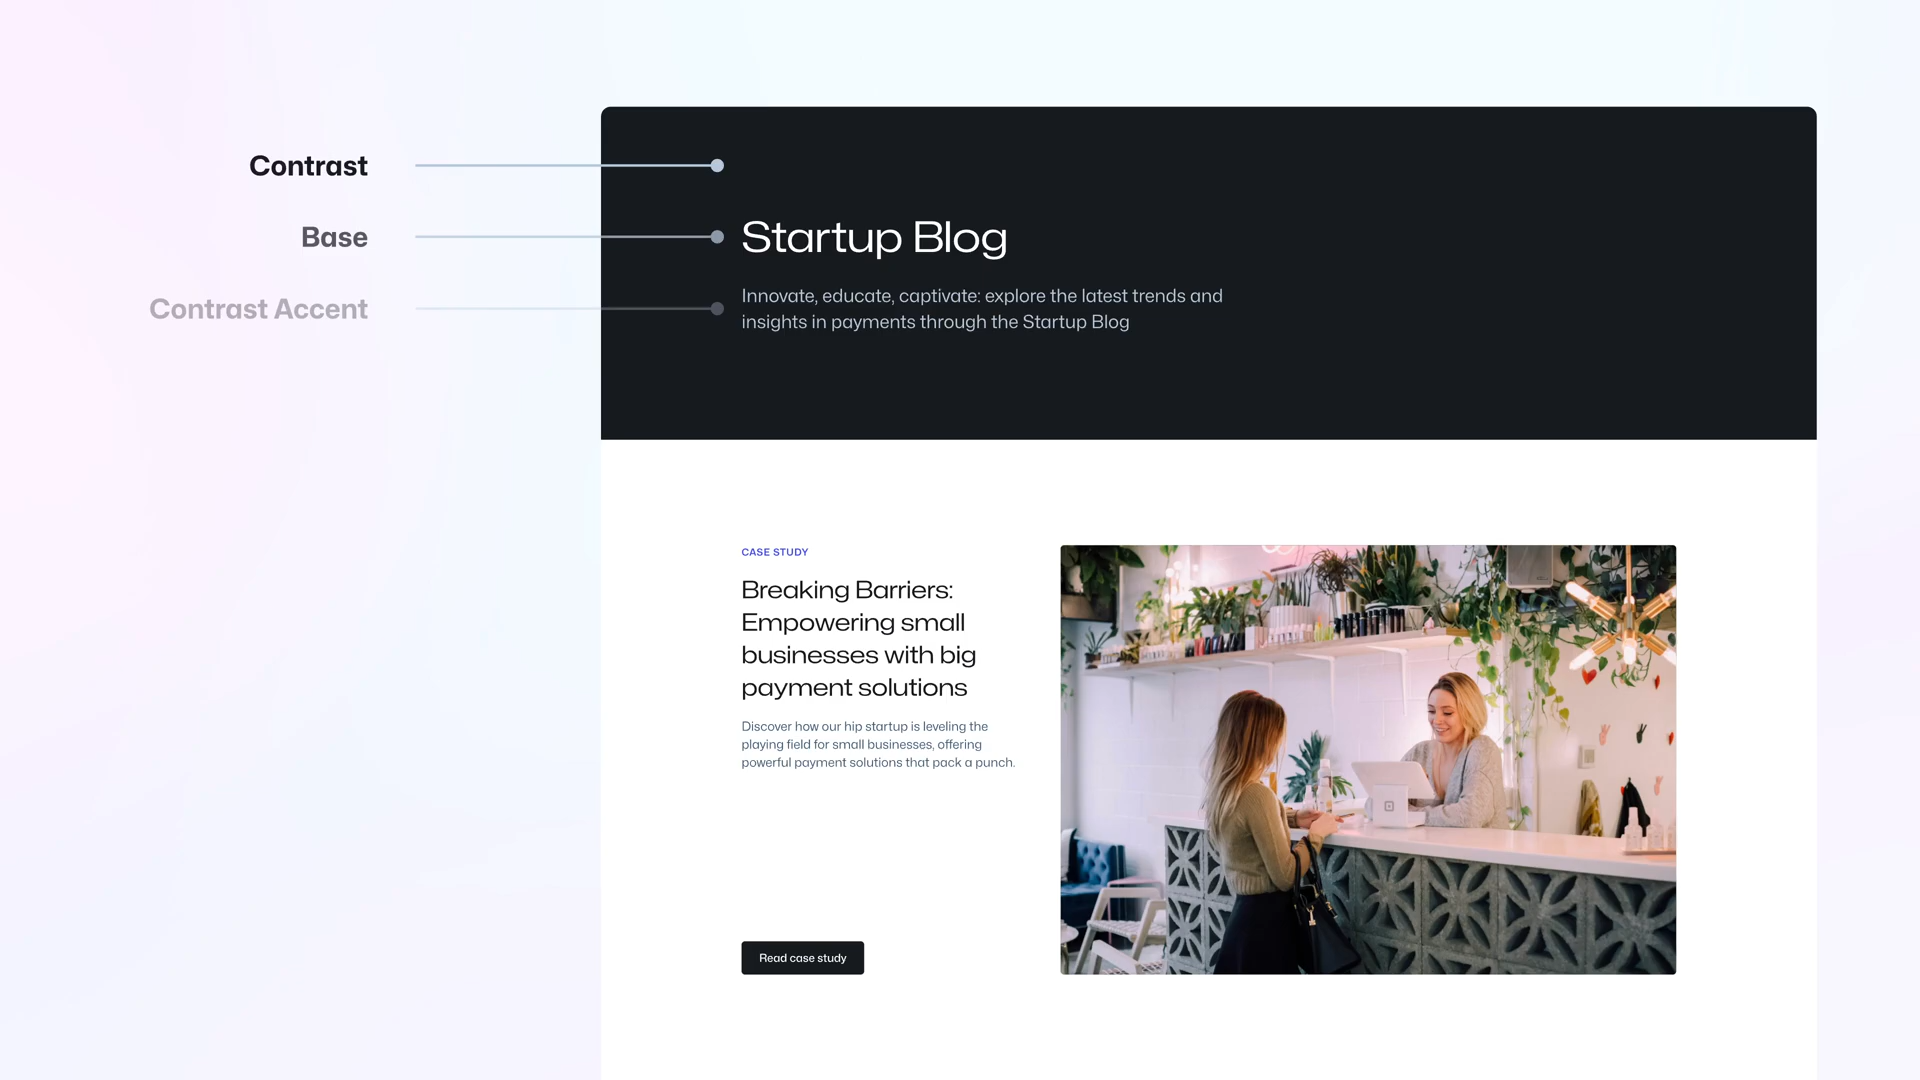 Contrast
Base
Contrast Accent
Startup Blog
Innovate, educate, captivate: explore the latest trends and
insights in payments through the Startup Blog
CASE STUDY
Breaking Barriers:
Empowering small
businesses with big
payment solutions
Discover how our hip startup is leveling the
playing field for small businesses, offering
powerful payment solutions that pack a punch.
Read case study